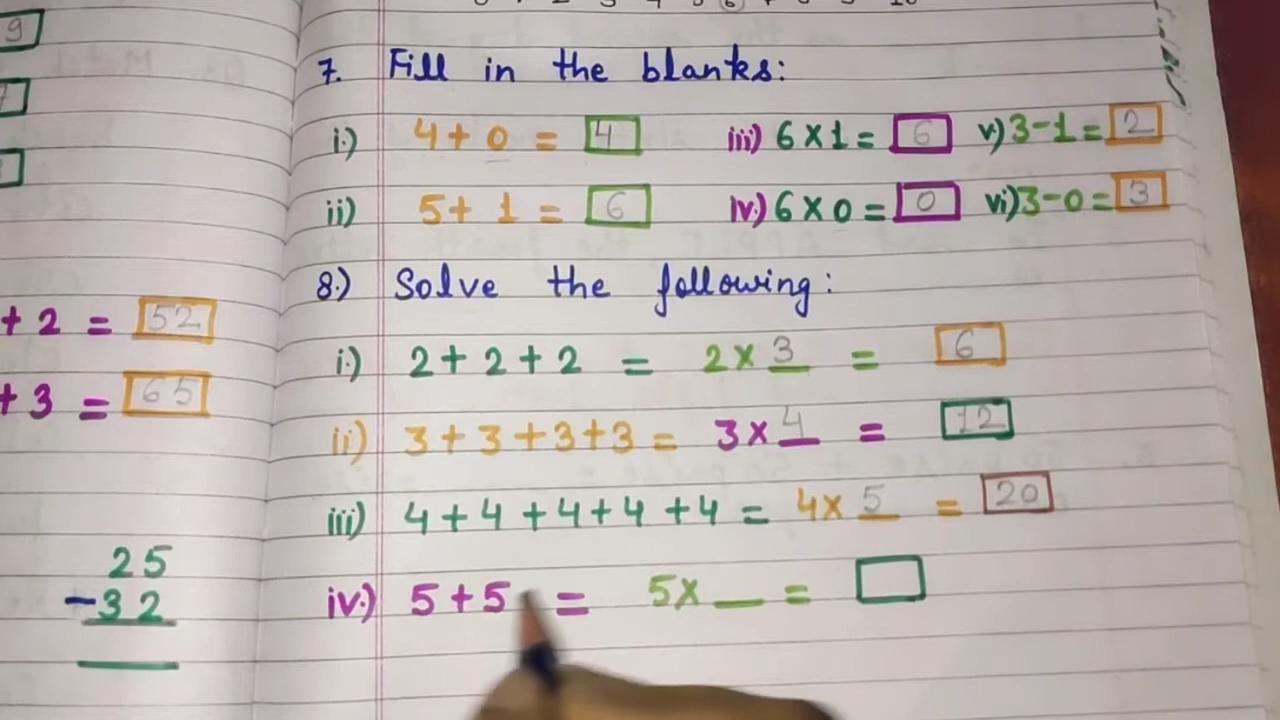 9
+ 2 = 52
+ 3 = 65
25
- 32
7. Fill in the blanks:
i.) 4 + 0 = 4 iii) 6 x 1 = 6 v) 3 - 1 = 2
ii) 5 + 1 = 6 iv.) 6 x 0 = 0 vi) 3 - 0 = 3
8.) Solve the following:
i.) 2 + 2 + 2 = 2 x 3 = 6
ii) 3 + 3 + 3 + 3 = 3 x 4 = 12
iii) 4 + 4 + 4 + 4 + 4 = 4 x 5 = 20
iv.) 5 + 5 = 5 x __ =